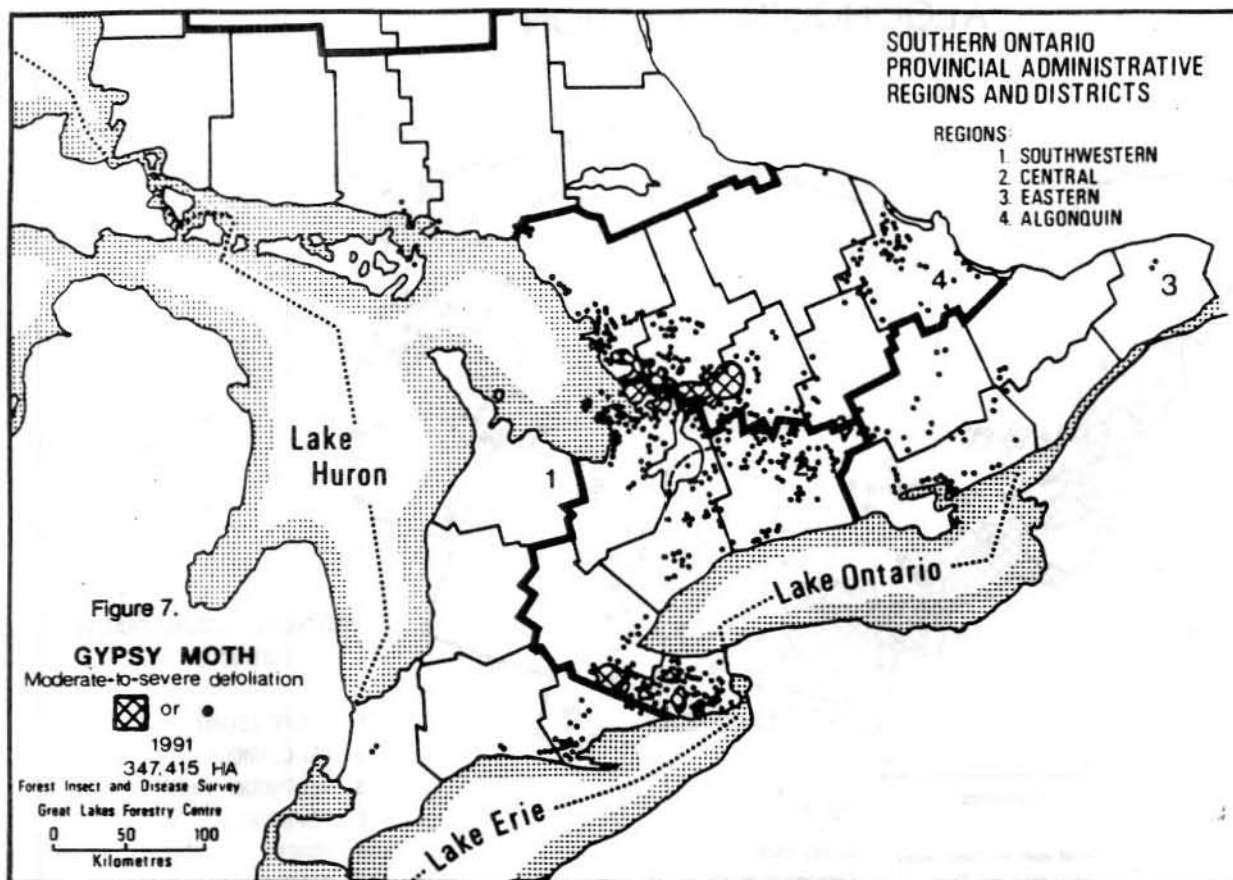 SOUTHERN ONTARIO
PROVINCIAL ADMINISTRATIVE
REGIONS AND DISTRICTS
REGIONS:
1. SOUTHWESTERN
2. CENTRAL
3. EASTERN
4. ALGONQUIN
4
3
Lake
Huron
1
2
Lake Ontario
Lake Erie
Figure 7.
GYPSY MOTH
Moderate-to-severe defoliation
or
1991
347.415 HA
Forest Insect and Disease Survey
Great Lakes Forestry Centre
0 50 100
Kilometres